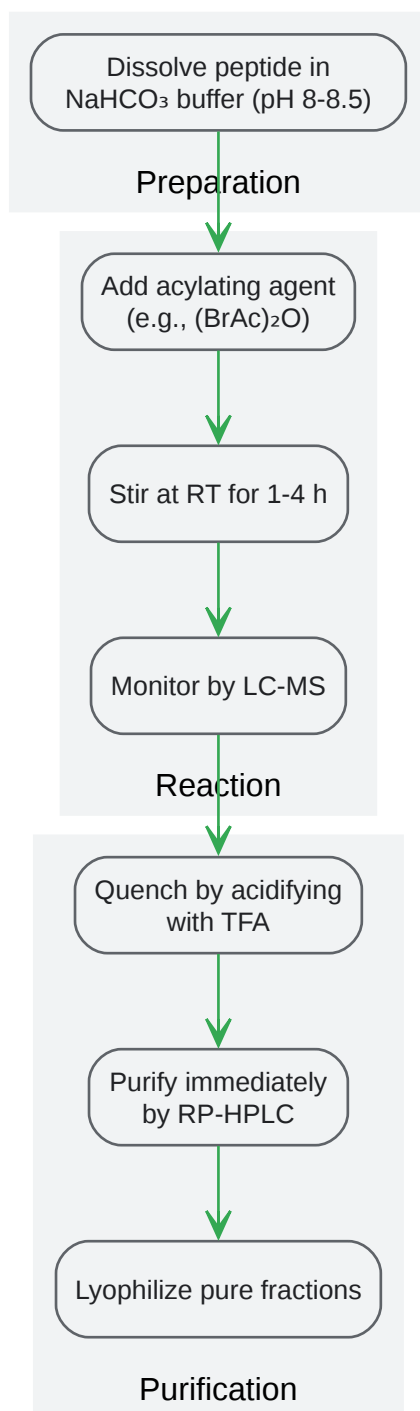 Dissolve peptide in
NaHCO₃ buffer (pH 8-8.5)
Preparation
Add acylating agent
(e.g., (BrAc)₂O)
Stir at RT for 1-4 h
Monitor by LC-MS
Reaction
Quench by acidifying
with TFA
Purify immediately
by RP-HPLC
Lyophilize pure fractions
Purification